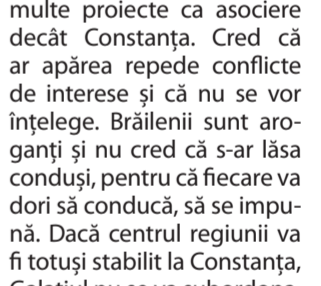 multe proiecte ca asociere
decât Constanța. Cred că
ar apărea repede conflicte
de interese și că nu se vor
înțelege. Brăilenii sunt aro-
ganți și nu cred că s-ar lăsa
conduși, pentru că fiecare va
dori să conducă, să se impu-
nă. Dacă centrul regiunii va
fi totuși stabilit la Constanța,